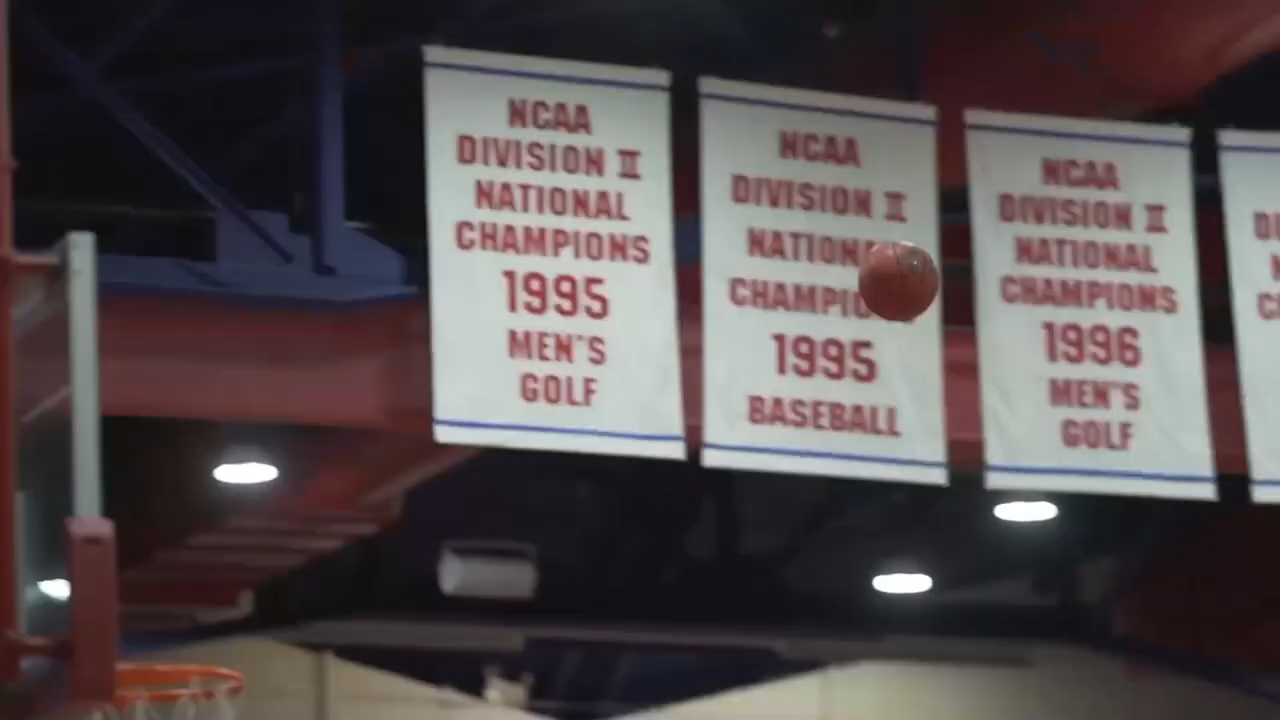 NCAA
DIVISION II
NATIONAL
CHAMPIONS
1995
MEN'S
GOLF
NCAA
DIVISION II
1995
BASEBALL
NCAA
DIVISION II
NATIONAL
CHAMPIONS
1996
MEN'S
GOLF